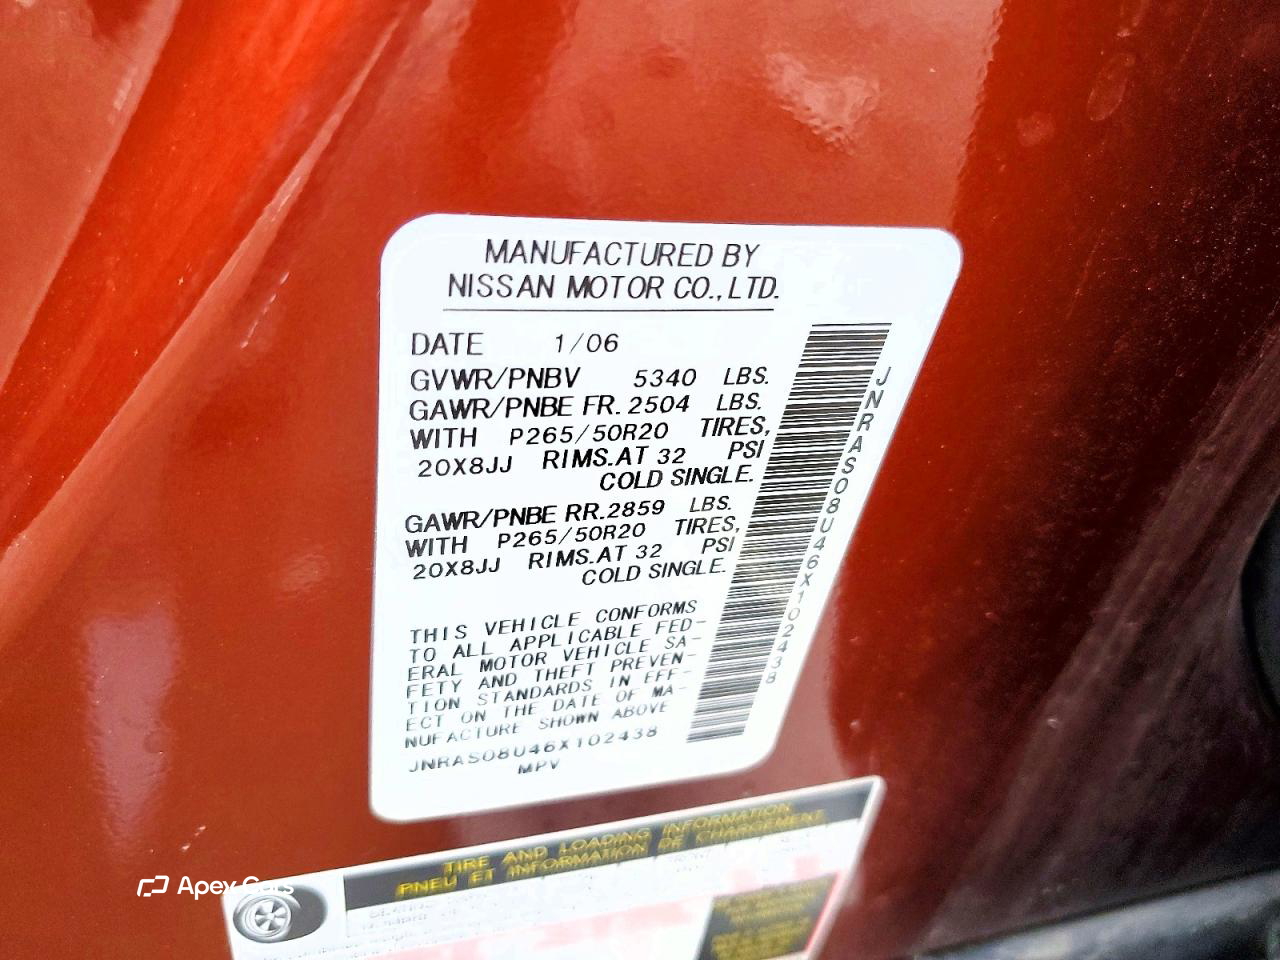 MANUFACTURED BY
NISSAN MOTOR CO., LTD.
DATE 1/06
GVWR/PNBV 5340 LBS.
GAWR/PNBE FR. 2504 LBS.
WITH P265/50R20 TIRES,
20X8JJ RIMS.AT 32 PSI
COLD SINGLE.
GAWR/PNBE RR.2859 LBS.
WITH P265/50R20 TIRES,
20X8JJ RIMS.AT 32 PSI
COLD SINGLE.
THIS VEHICLE CONFORMS
TO ALL APPLICABLE FED-
ERAL MOTOR VEHICLE SA-
FETY AND THEFT PREVEN-
TION STANDARDS IN EFF-
ECT ON THE DATE OF MA-
NUFACTURE SHOWN ABOVE
JNRAS08U46X102438
MPV
JNRAS08U46X102438
TIRE AND LOADING INFORMATION
PNEU ET INFORMATION DE CHARGEMENT
Apex Cars